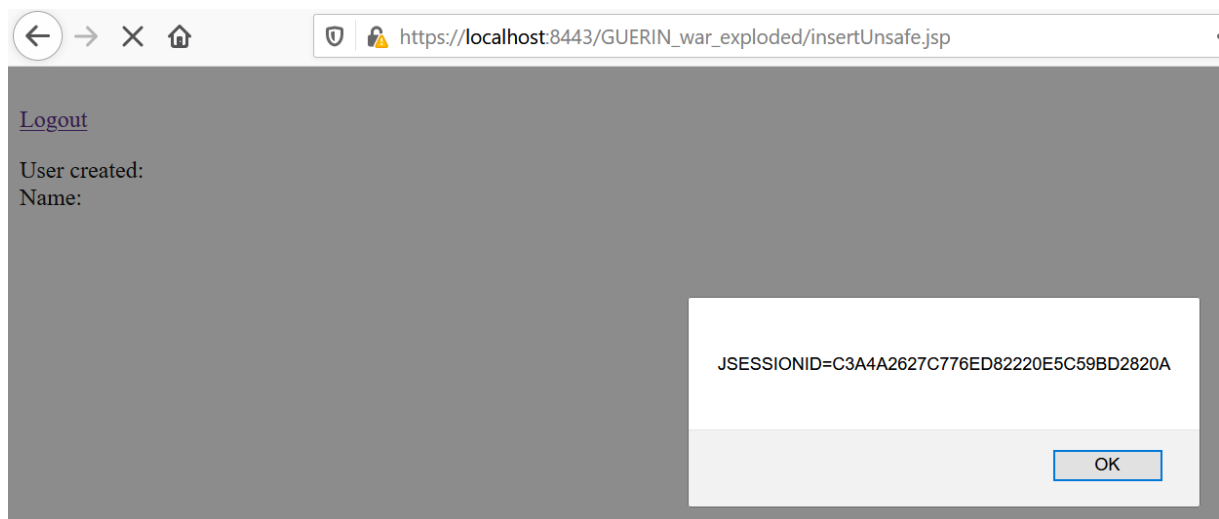 https://localhost:8443/GUERIN_war_exploded/insertUnsafe.jsp
Logout
User created:
Name:
JSESSIONID=C3A4A2627C776ED82220E5C59BD2820A
OK